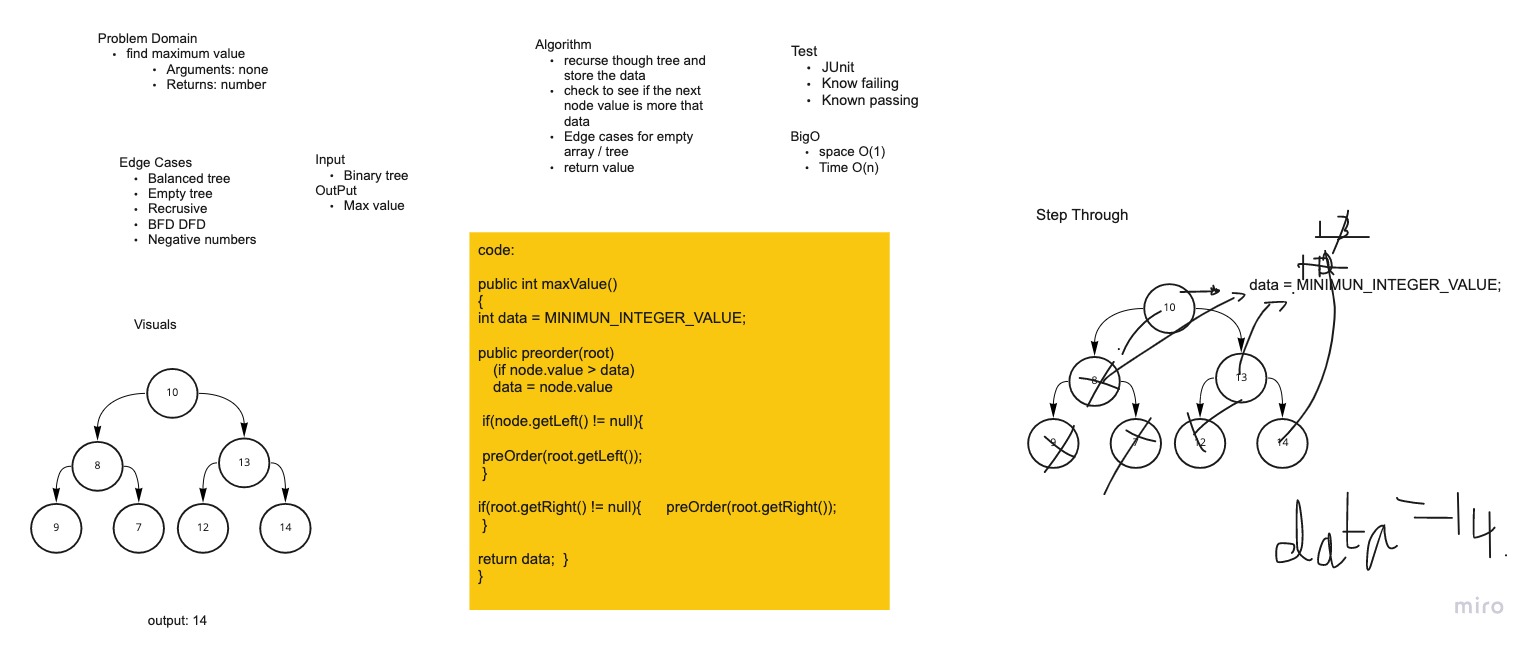 Problem Domain
• find maximum value
• Arguments: none
• Returns: number
Edge Cases
• Balanced tree
• Empty tree
• Recrusive
• BFD DFD
• Negative numbers
Input
• Binary tree
OutPut
• Max value
Visuals
10
8
13
9
7
12
14
output: 14
Algorithm
• recurse though tree and
store the data
• check to see if the next
node value is more that
data
• Edge cases for empty
array / tree
• return value
Test
• JUnit
• Know failing
• Known passing
BigO
• space O(1)
• Time O(n)
code:
public int maxValue()
{
int data = MINIMUN_INTEGER_VALUE;
public preorder(root)
(if node.value > data)
data = node.value
if(node.getLeft() != null){
preOrder(root.getLeft());
}
if(root.getRight() != null){ preOrder(root.getRight());
}
return data; }
}
Step Through
13
10
data = MINIMUN_INTEGER_VALUE;
10
8
13
9
7
12
14
data = 14.
miro